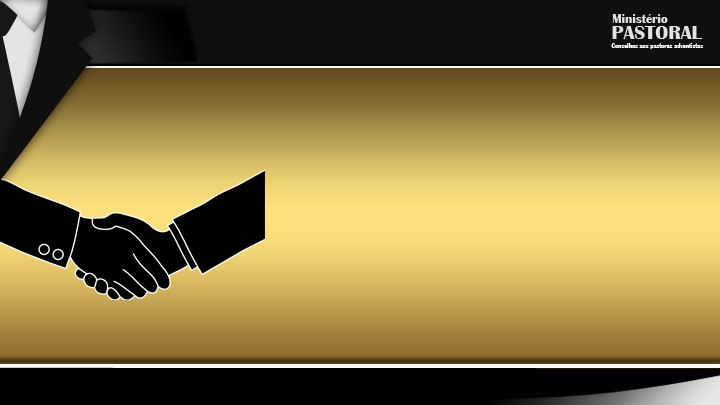 Ministério
PASTORAL
Conselhos aos pastores adventistas